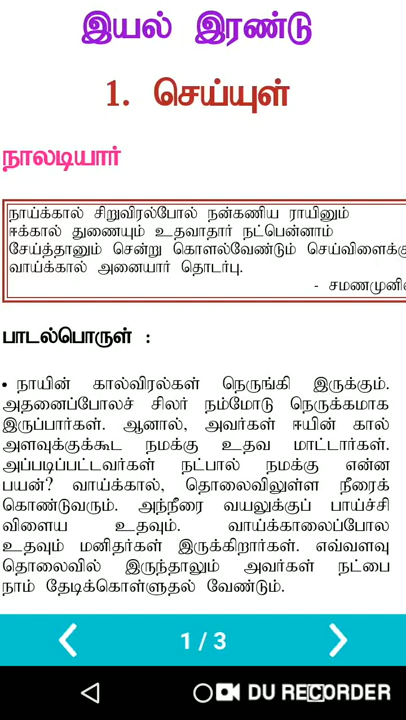 இயல் இரண்டு
1. செய்யுள்
நாலடியார்
நாய்க்கால் சிறுவிரல்போல் நன்கணிய ராயினும்
ஈக்கால் துணையும் உதவாதார் நட்பென்னாம்
சேய்த்தானும் சென்று கொளல்வேண்டும் செய்விளைக்கு
வாய்க்கால் அனையார் தொடர்பு.
- சமணமுனி
பாடல்பொருள் :
• நாயின் கால்விரல்கள் நெருங்கி இருக்கும்.
அதனைப்போலச் சிலர் நம்மோடு நெருக்கமாக
இருப்பார்கள். ஆனால், அவர்கள் ஈயின் கால்
அளவுக்குக்கூட நமக்கு உதவ மாட்டார்கள்.
அப்படிப்பட்டவர்கள் நட்பால் நமக்கு என்ன
பயன்? வாய்க்கால், தொலைவிலுள்ள நீரைக்
கொண்டுவரும். அந்நீரை வயலுக்குப் பாய்ச்சி
விளைய உதவும். வாய்க்காலைப்போல
உதவும் மனிதர்கள் இருக்கிறார்கள். எவ்வளவு
தொலைவில் இருந்தாலும் அவர்கள் நட்பை
நாம் தேடிக்கொள்ளுதல் வேண்டும்.
1 / 3
DU RECORDER